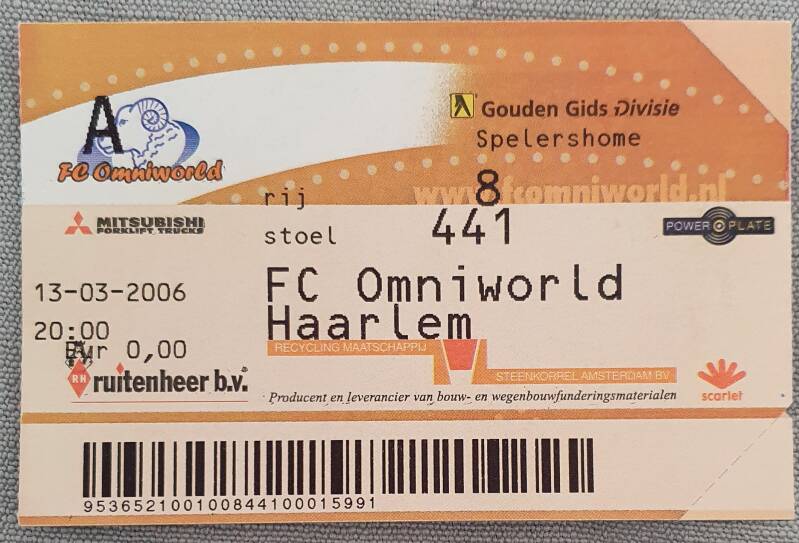 A
FC Omniworld
Gouden Gids Divisie
Spelershome
www.fcomniworld.nl
rij 8
stoel 441
MITSUBISHI
FORKLIFT TRUCKS
POWER PLATE
13-03-2006
20:00
Eur 0,00
FC Omniworld
Haarlem
RECYCLING MAATSCHAPPIJ
STEENKORREL AMSTERDAM BV
RH
ruitenheer b.v.
Producent en leverancier van bouw- en wegenbouwfunderingsmaterialen
scarlet
95365210010084410001 5991